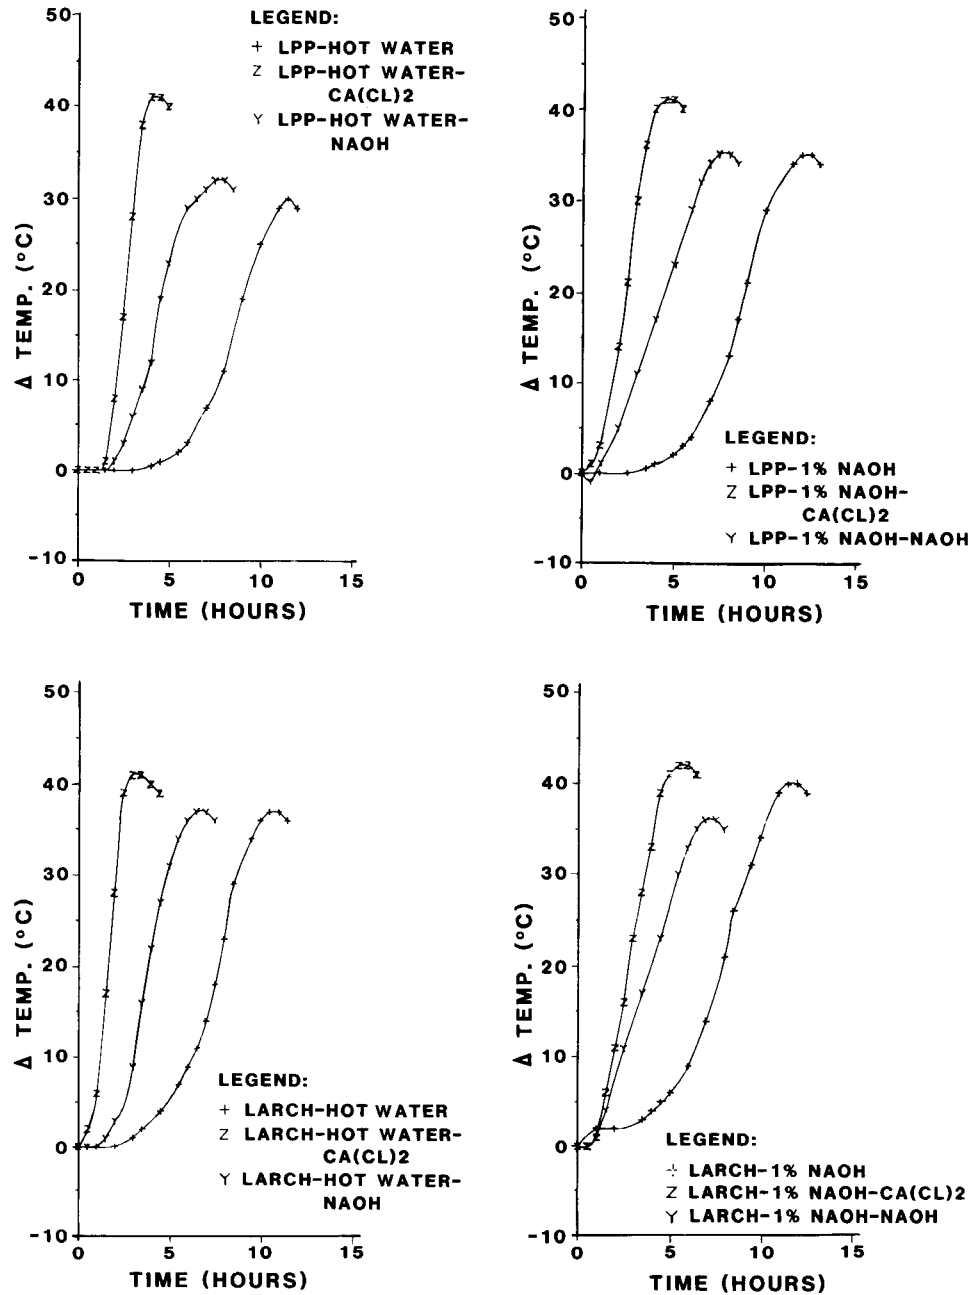 50
40
30
20
10
0
-10
Δ TEMP. (°C)
0 5 10 15
TIME (HOURS)
LEGEND:
+ LPP-HOT WATER
Z LPP-HOT WATER-
CA(CL)2
Y LPP-HOT WATER-
NAOH
50
40
30
20
10
0
-10
Δ TEMP. (°C)
0 5 10 15
TIME (HOURS)
LEGEND:
+ LPP-1% NAOH
Z LPP-1% NAOH-
CA(CL)2
Y LPP-1% NAOH-NAOH
50
40
30
20
10
0
-10
Δ TEMP. (°C)
0 5 10 15
TIME (HOURS)
LEGEND:
+ LARCH-HOT WATER
Z LARCH-HOT WATER-
CA(CL)2
Y LARCH-HOT WATER-
NAOH
50
40
30
20
10
0
-10
Δ TEMP. (°C)
0 5 10 15
TIME (HOURS)
LEGEND:
+ LARCH-1% NAOH
Z LARCH-1% NAOH-CA(CL)2
Y LARCH-1% NAOH-NAOH